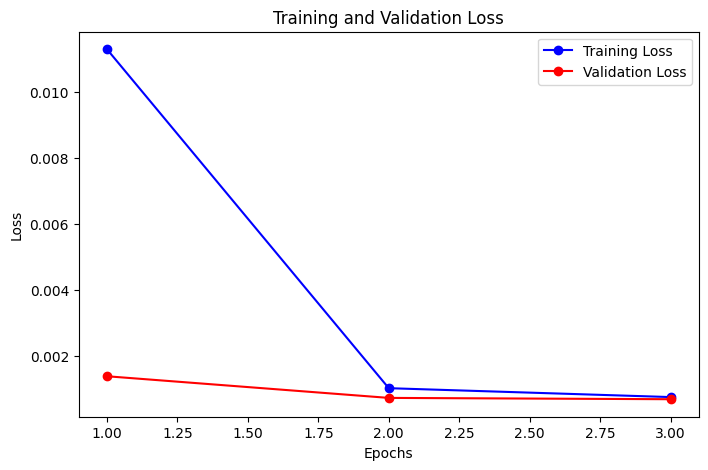 Training and Validation Loss
Training Loss
Validation Loss
0.010
0.008
0.006
0.004
0.002
Loss
1.00 1.25 1.50 1.75 2.00 2.25 2.50 2.75 3.00
Epochs